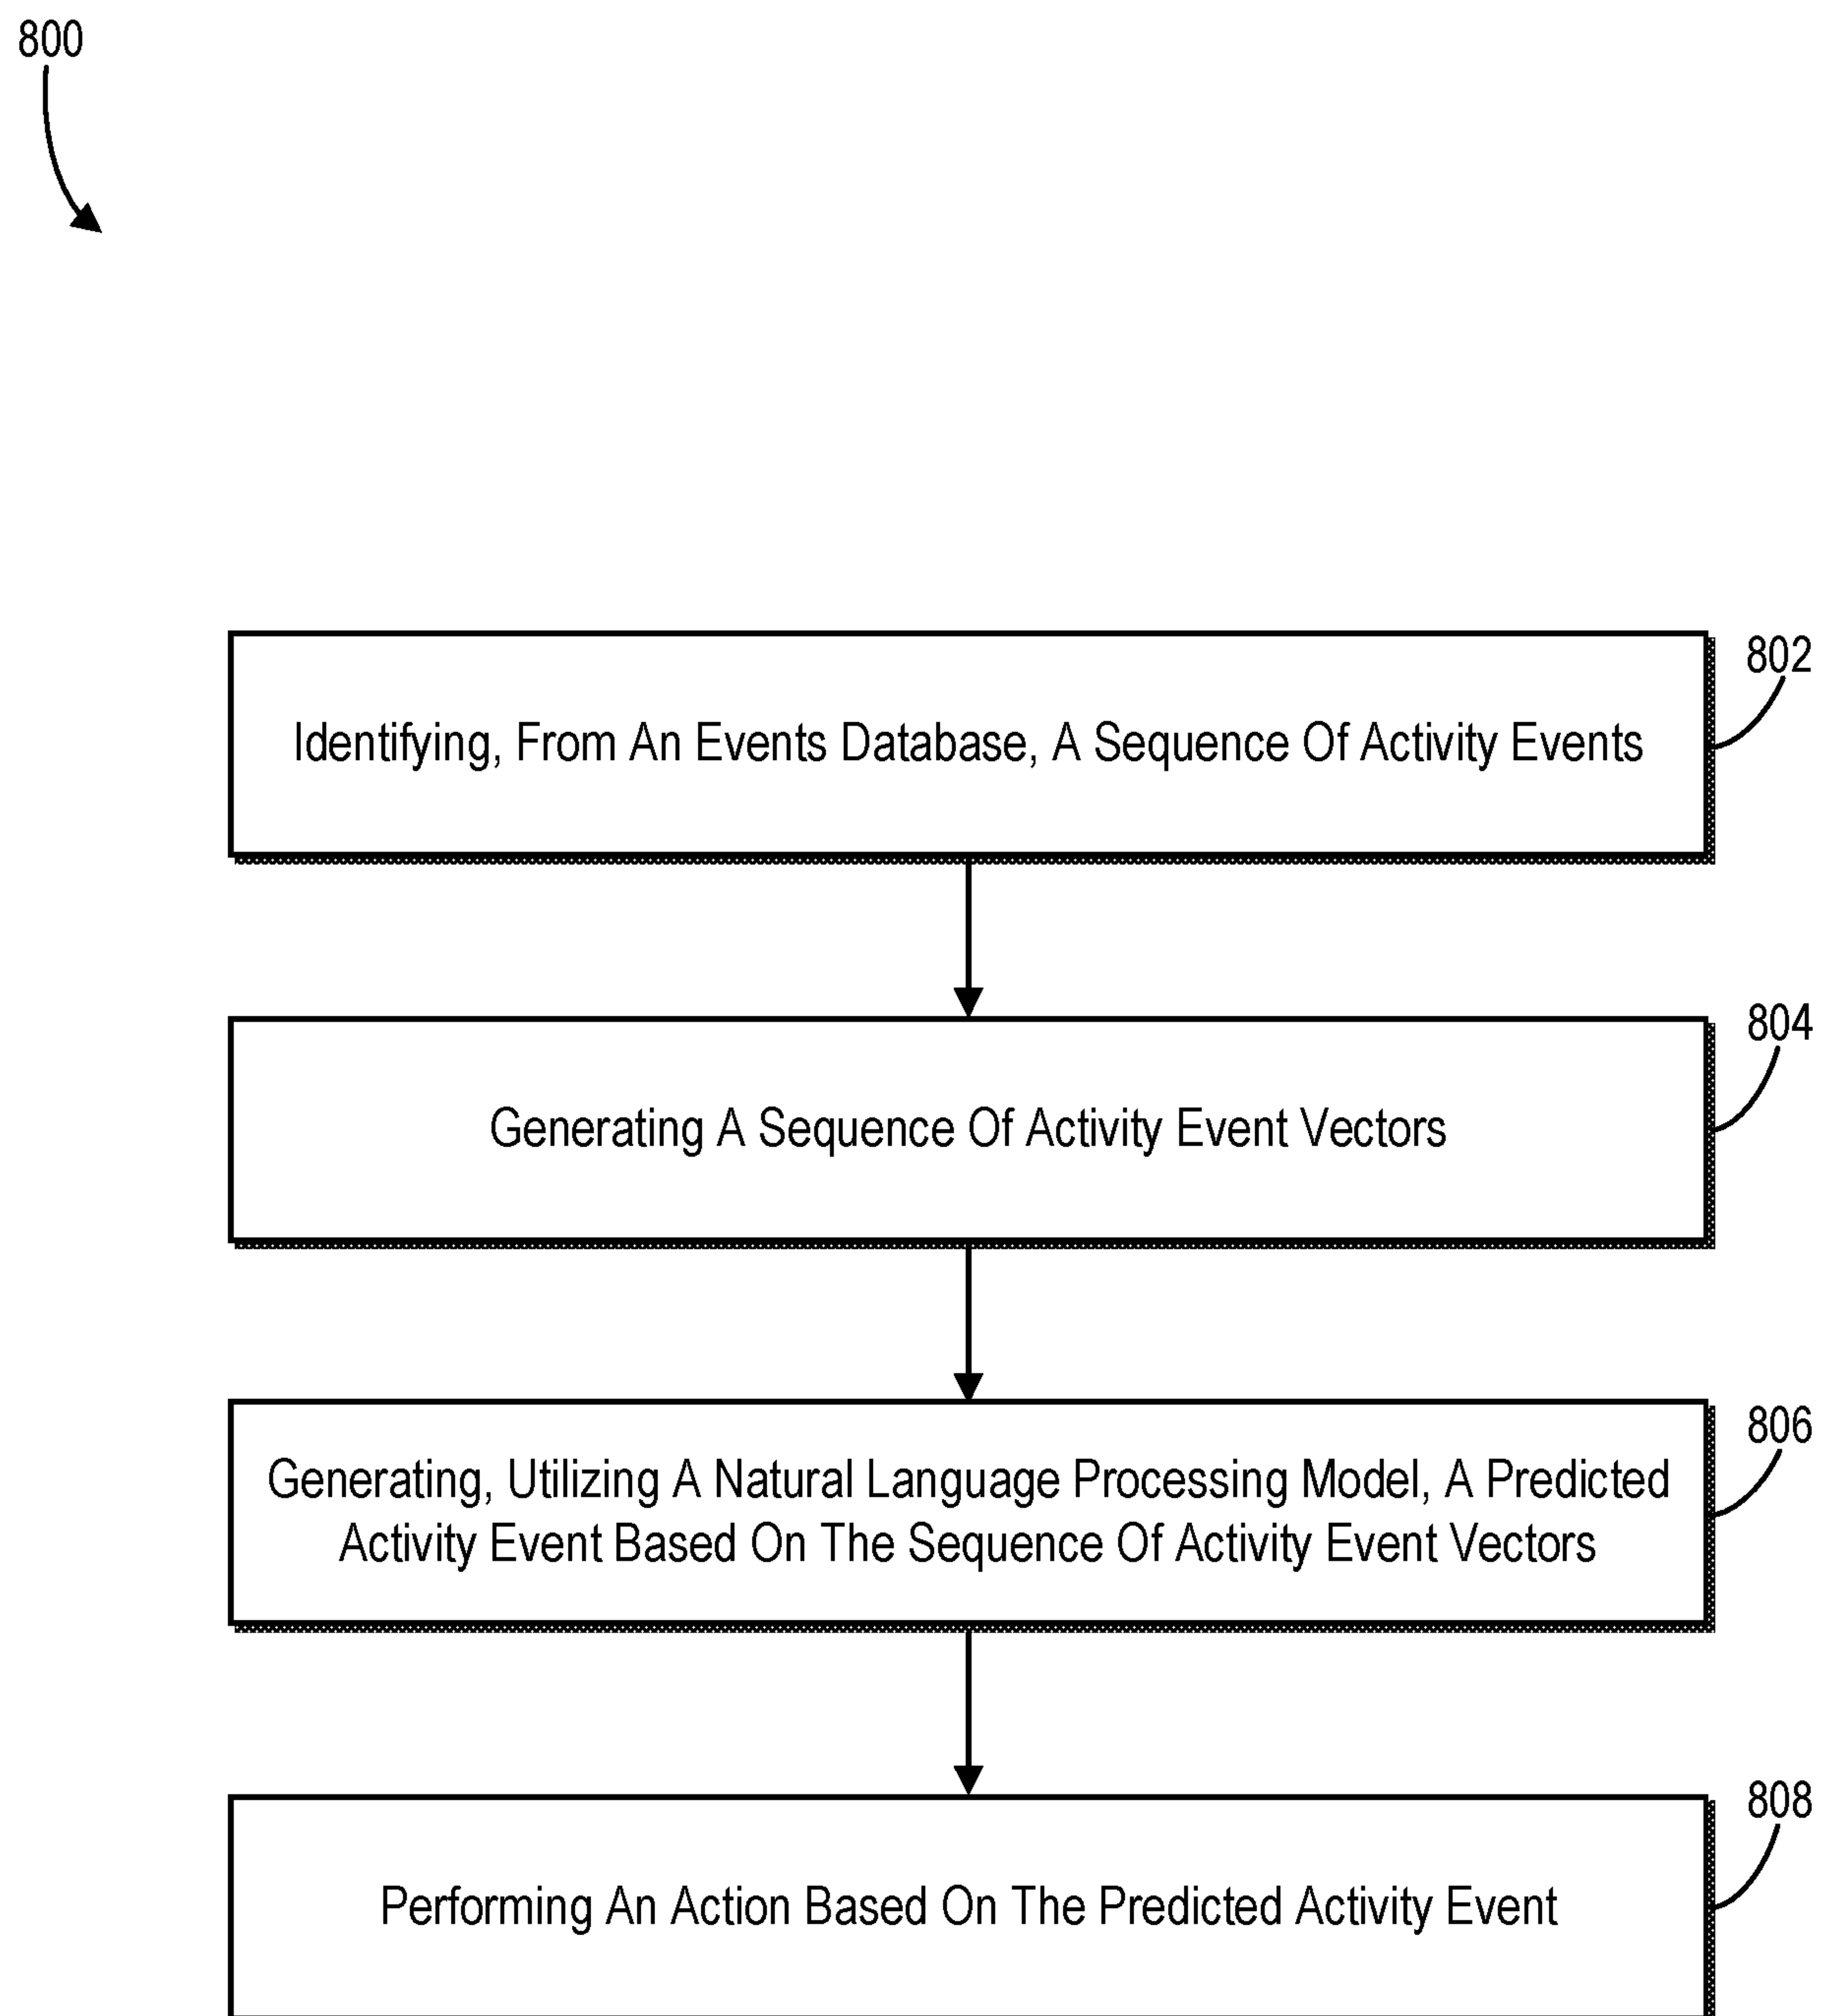 800
Identifying, From An Events Database, A Sequence Of Activity Events
802
Generating A Sequence Of Activity Event Vectors
804
Generating, Utilizing A Natural Language Processing Model, A Predicted
Activity Event Based On The Sequence Of Activity Event Vectors
806
Performing An Action Based On The Predicted Activity Event
808